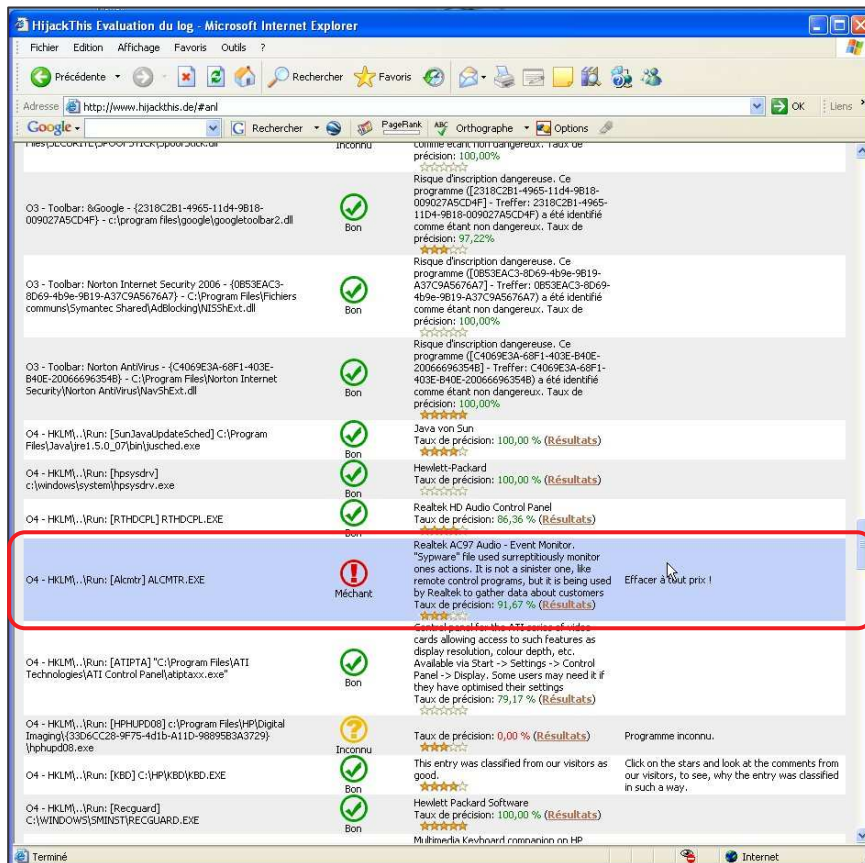 HijackThis Evaluation du log - Microsoft Internet Explorer
Fichier Edition Affichage Favoris Outils ?
Précédente Rechercher Favoris
Adresse http://www.hijackthis.de/#anl OK Liens
Google Rechercher PageRank Orthographe Options
Inconnu
comme étant non dangereux. Taux de
précision: 100,00%
O3 - Toolbar: &Google - {2318C2B1-4965-11d4-9B18-
009027A5CD4F} - c:\program files\google\googletoolbar2.dll
Bon
Risque d'inscription dangereuse. Ce
programme ([2318C2B1-4965-11d4-9B18-
009027A5CD4F] - Treffer: 2318C2B1-4965-
11D4-9B18-009027A5CD4F) a été identifié
comme étant non dangereux. Taux de
précision: 97,22%
O3 - Toolbar: Norton Internet Security 2006 - {0B53EAC3-
8D69-4b9e-9B19-A37C9A5676A7} - C:\Program Files\Fichiers
communs\Symantec Shared\AdBlocking\NISShExt.dll
Bon
Risque d'inscription dangereuse. Ce
programme ([0B53EAC3-8D69-4b9e-9B19-
A37C9A5676A7] - Treffer: 0B53EAC3-8D69-
4b9e-9B19-A37C9A5676A7) a été identifié
comme étant non dangereux. Taux de
précision: 100,00%
O3 - Toolbar: Norton AntiVirus - {C4069E3A-68F1-403E-
B40E-20066696354B} - C:\Program Files\Norton Internet
Security\Norton AntiVirus\NavShExt.dll
Bon
Risque d'inscription dangereuse. Ce
programme ([C4069E3A-68F1-403E-B40E-
20066696354B] - Treffer: C4069E3A-68F1-
403E-B40E-20066696354B) a été identifié
comme étant non dangereux. Taux de
précision: 100,00%
O4 - HKLM\..\Run: [SunJavaUpdateSched] C:\Program
Files\Java\jre1.5.0_07\bin\jusched.exe
Bon
Java von Sun
Taux de précision: 100,00 % (Résultats)
O4 - HKLM\..\Run: [hpsysdrv]
c:\windows\system\hpsysdrv.exe
Bon
Hewlett-Packard
Taux de précision: 100,00 % (Résultats)
O4 - HKLM\..\Run: [RTHDCPL] RTHDCPL.EXE
Bon
Realtek HD Audio Control Panel
Taux de précision: 86,36 % (Résultats)
O4 - HKLM\..\Run: [Alcmtr] ALCMTR.EXE
Méchant
Realtek AC97 Audio - Event Monitor.
"Sypware" file used surreptitiously monitor
ones actions. It is not a sinister one, like
remote control programs, but it is being used
by Realtek to gather data about customers
Taux de précision: 91,67 % (Résultats)
Effacer à tout prix !
O4 - HKLM\..\Run: [ATIPTA] "C:\Program Files\ATI
Technologies\ATI Control Panel\atiptaxx.exe"
Bon
Control panel for the ATI series of video
cards allowing access to such features as
display resolution, colour depth, etc.
Available via Start -> Settings -> Control
Panel -> Display. Some users may need it if
they have optimised their settings
Taux de précision: 79,17 % (Résultats)
O4 - HKLM\..\Run: [HPHUPD08] c:\Program Files\HP\Digital
Imaging\{33D6CC28-9F75-4d1b-A11D-98895B3A3729}
\hphupd08.exe
Inconnu
Taux de précision: 0,00 % (Résultats)
Programme inconnu.
O4 - HKLM\..\Run: [KBD] C:\HP\KBD\KBD.EXE
Bon
This entry was classified from our visitors as
good.
Click on the stars and look at the comments from
our visitors, to see, why the entry was classified
in such a way.
O4 - HKLM\..\Run: [Recguard]
C:\WINDOWS\SMINST\RECGUARD.EXE
Bon
Hewlett Packard Software
Taux de précision: 100,00 % (Résultats)
Multimedia Keyboard companion on HP
Terminé Internet